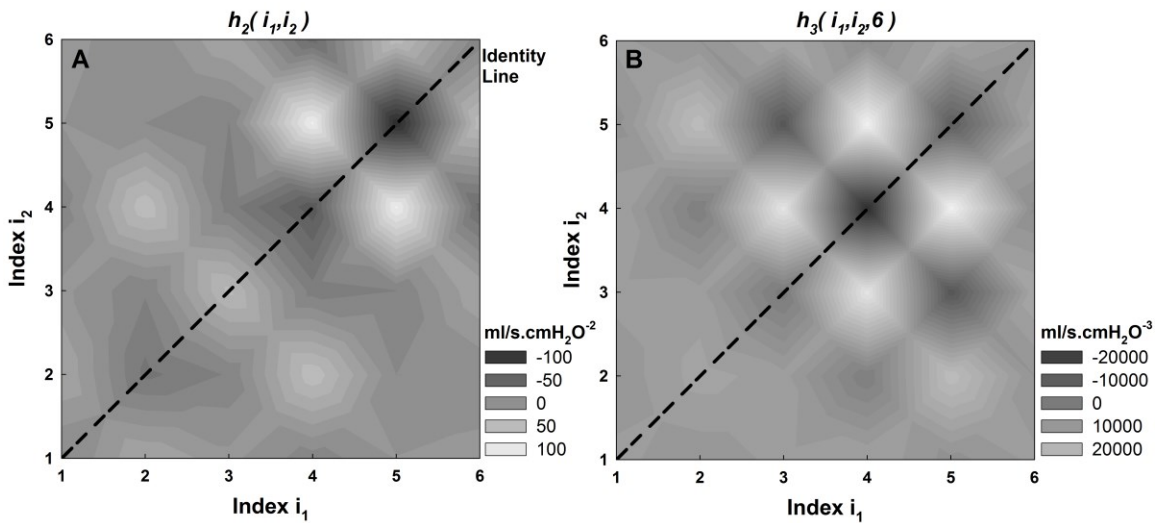 h₂( i₁,i₂ )
A
Identity
Line
6
5
4
3
2
1
Index i₂
1 2 3 4 5 6
Index i₁
ml/s.cmH₂O⁻²
-100
-50
0
50
100
h₃( i₁,i₂,6 )
B
6
5
4
3
2
1
Index i₂
1 2 3 4 5 6
Index i₁
ml/s.cmH₂O⁻³
-20000
-10000
0
10000
20000